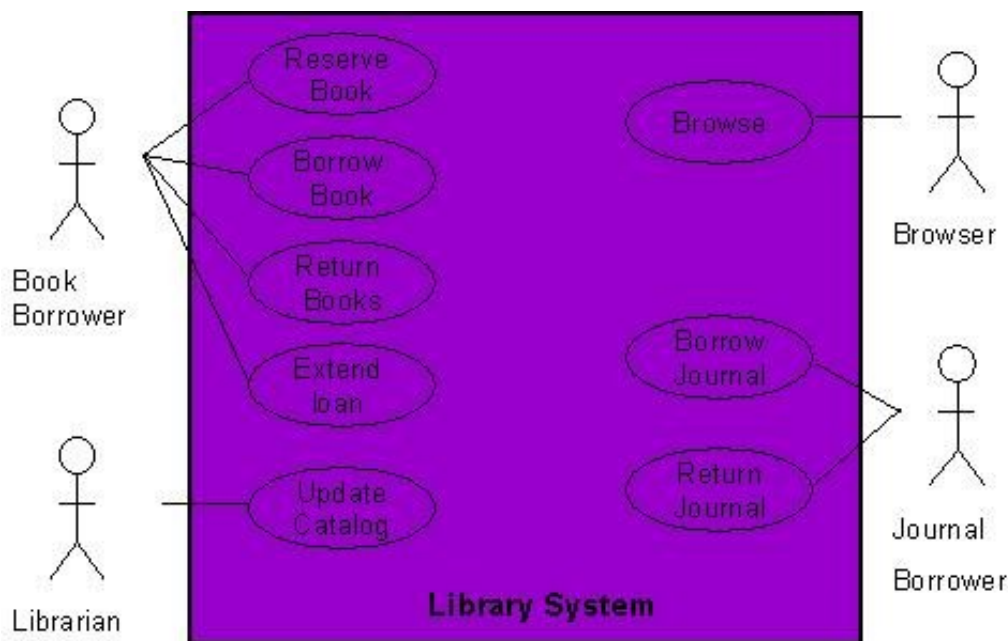 Reserve
Book
Borrow
Book
Return
Books
Extend
loan
Update
Catalog
Browse
Borrow
Journal
Return
Journal
Library System
Book
Borrower
Librarian
Browser
Journal
Borrower